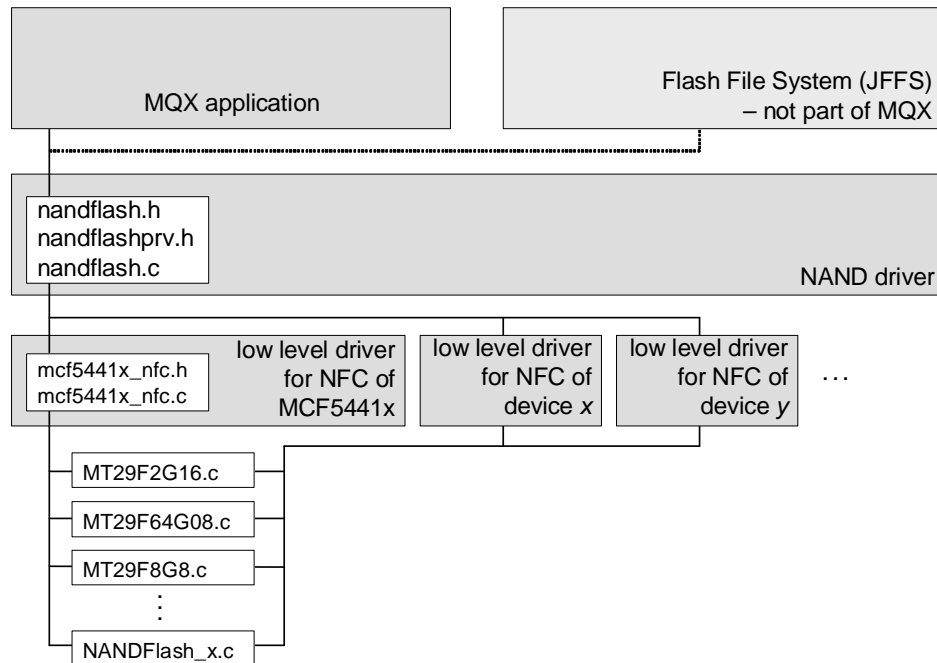 MQX application
Flash File System (JFFS)
– not part of MQX
nandflash.h
nandflashprv.h
nandflash.c
NAND driver
mcf5441x_nfc.h
mcf5441x_nfc.c
low level driver
for NFC of
MCF5441x
low level driver
for NFC of
device x
low level driver
for NFC of
device y
...
MT29F2G16.c
MT29F64G08.c
MT29F8G8.c
...
NANDFlash_x.c